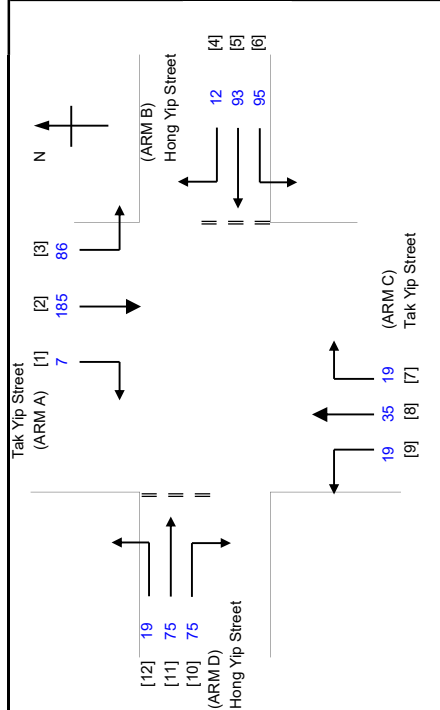 Tak Yip Street
(ARM A)
[1] [2] [3]
7 185 86
N
(ARM B)
Hong Yip Street
12 [4]
93 [5]
95 [6]
[12] 19
[11] 75
[10] 75
(ARM D)
Hong Yip Street
19 35 19
[9] [8] [7]
(ARM C)
Tak Yip Street